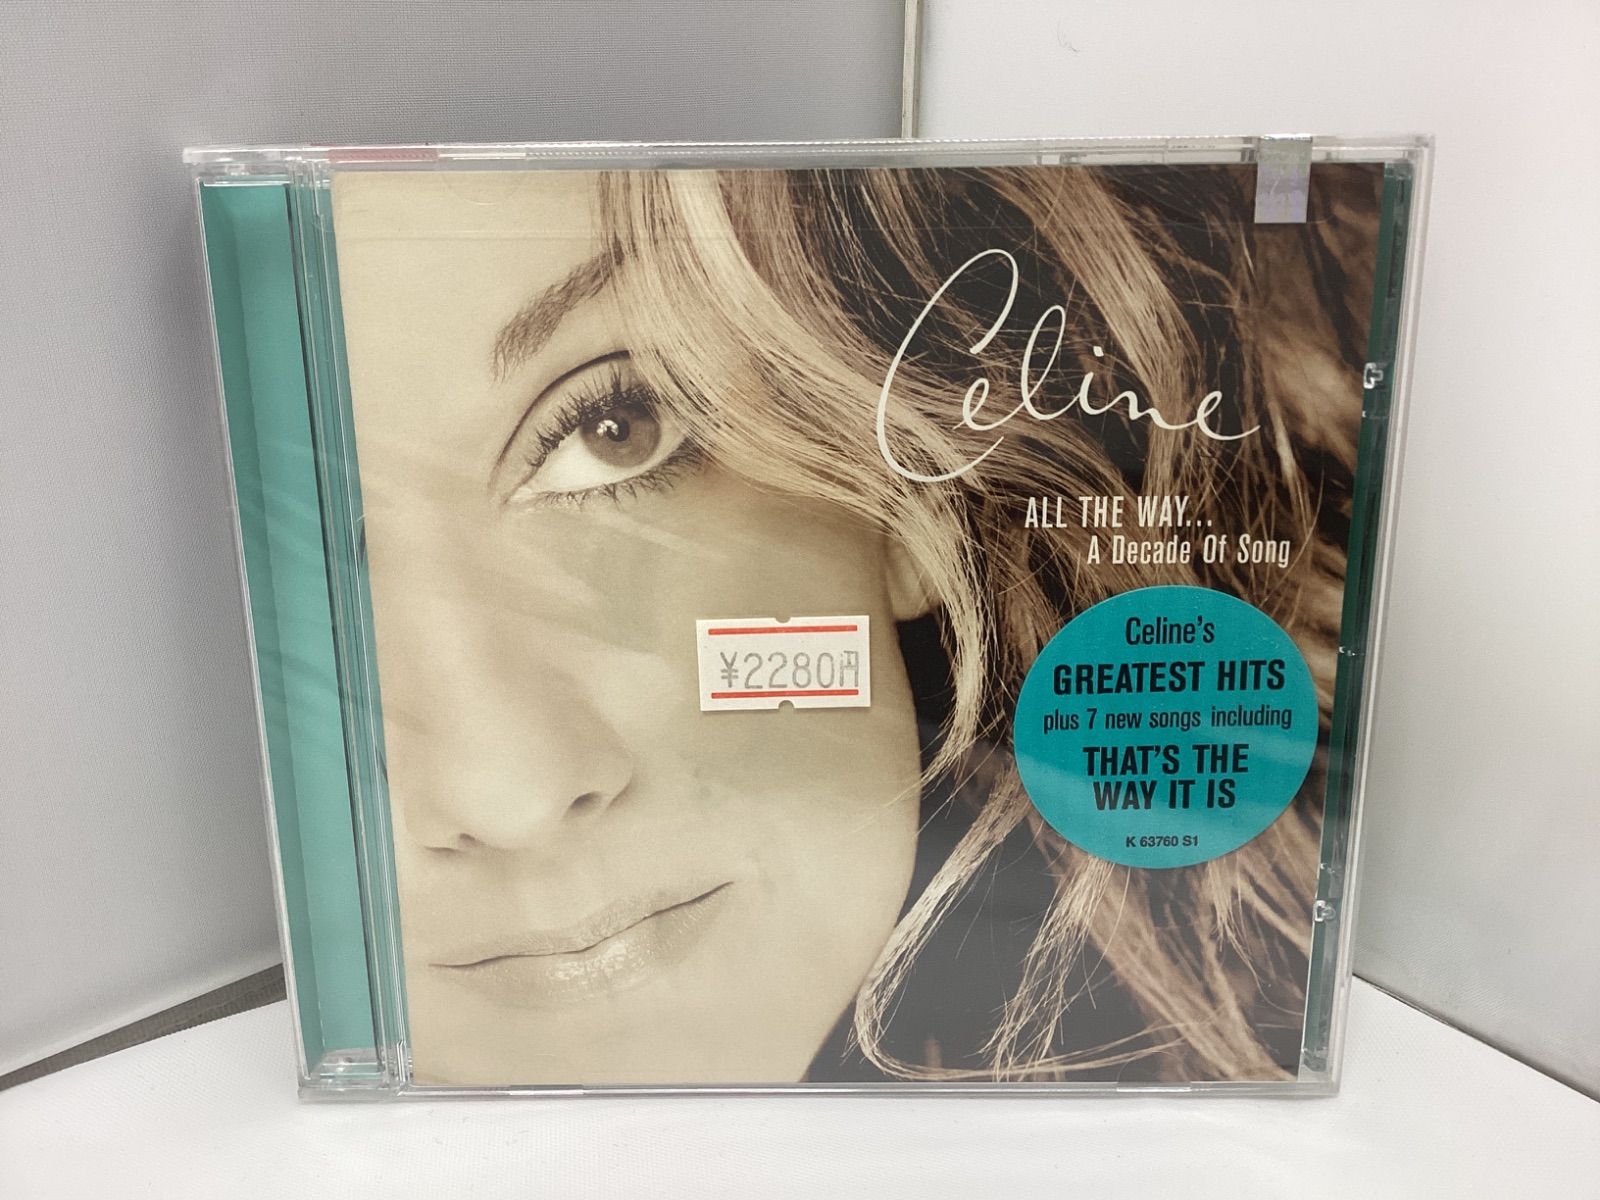 Celine
ALL THE WAY...
A Decade Of Song
Celine's
GREATEST HITS
plus 7 new songs including
THAT'S THE
WAY IT IS
K 63760 S1
¥2280円